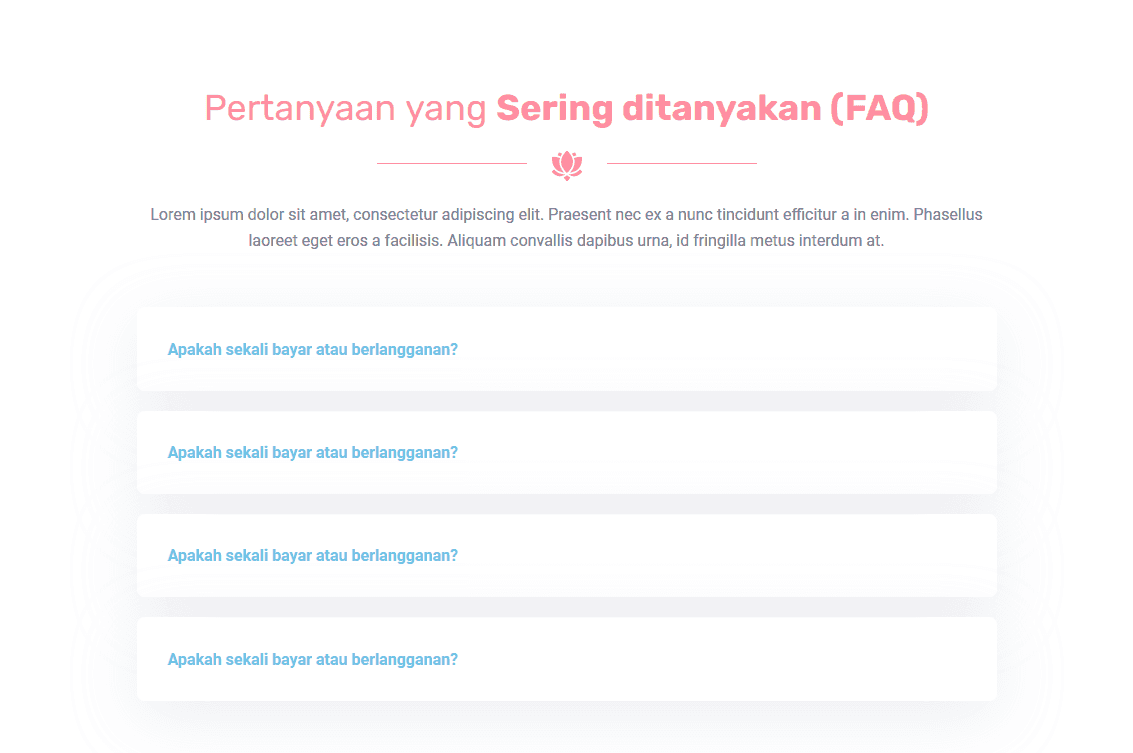 Pertanyaan yang Sering ditanyakan (FAQ)
Lorem ipsum dolor sit amet, consectetur adipiscing elit. Praesent nec ex a nunc tincidunt efficitur a in enim. Phasellus
laoreet eget eros a facilisis. Aliquam convallis dapibus urna, id fringilla metus interdum at.
Apakah sekali bayar atau berlangganan?
Apakah sekali bayar atau berlangganan?
Apakah sekali bayar atau berlangganan?
Apakah sekali bayar atau berlangganan?